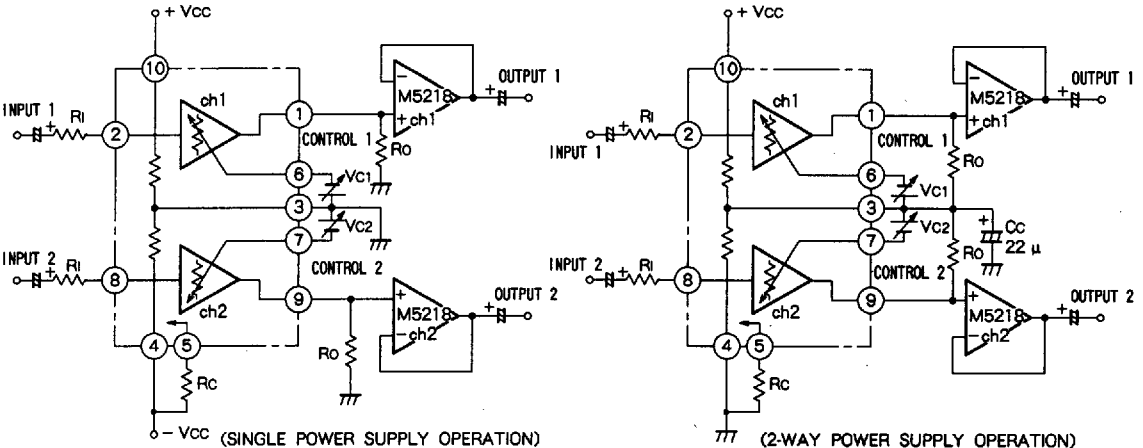 + VCC
10
INPUT 1
+
RI
2
ch1
1
CONTROL 1
6
VC1
3
VC2
7
CONTROL 2
−
M5218
+
ch1
RO
+
OUTPUT 1
INPUT 2
+
RI
8
ch2
9
RO
+
M5218
−
ch2
+
OUTPUT 2
4
5
RC
− VCC
(SINGLE POWER SUPPLY OPERATION)
+ VCC
10
INPUT 1
+
RI
2
ch1
1
CONTROL 1
6
VC1
3
VC2
7
CONTROL 2
−
M5218
+
ch1
RO
+
OUTPUT 1
+
CC
22 μ
RO
INPUT 2
+
RI
8
ch2
9
+
M5218
−
ch2
+
OUTPUT 2
4
5
RC
(2-WAY POWER SUPPLY OPERATION)